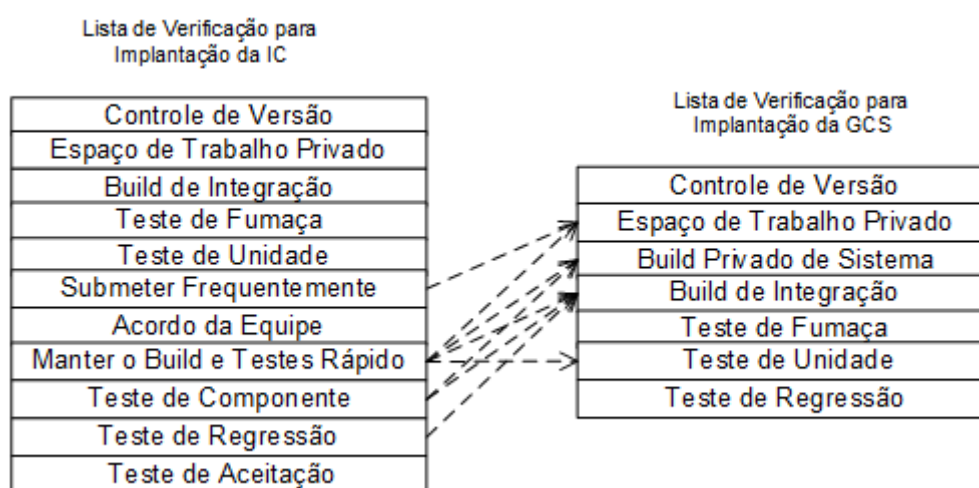 Lista de Verificação para
Implantação da IC
Controle de Versão
Espaço de Trabalho Privado
Build de Integração
Teste de Fumaça
Teste de Unidade
Submeter Frequentemente
Acordo da Equipe
Manter o Build e Testes Rápido
Teste de Componente
Teste de Regressão
Teste de Aceitação
Lista de Verificação para
Implantação da GCS
Controle de Versão
Espaço de Trabalho Privado
Build Privado de Sistema
Build de Integração
Teste de Fumaça
Teste de Unidade
Teste de Regressão